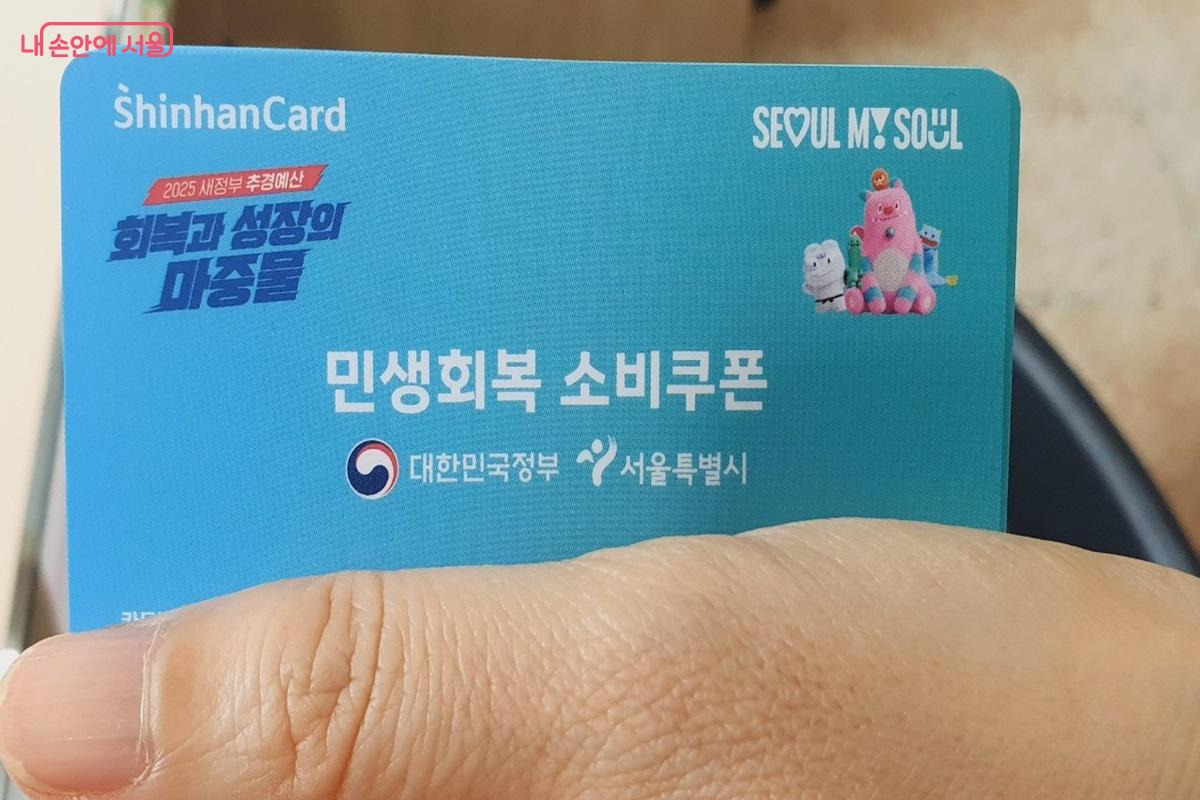 내 손안에 서울
ShinhanCard
SEOUL MY SOUL
2025 새정부 추경예산
회복과 성장의
마중물
민생회복 소비쿠폰
대한민국정부 서울특별시